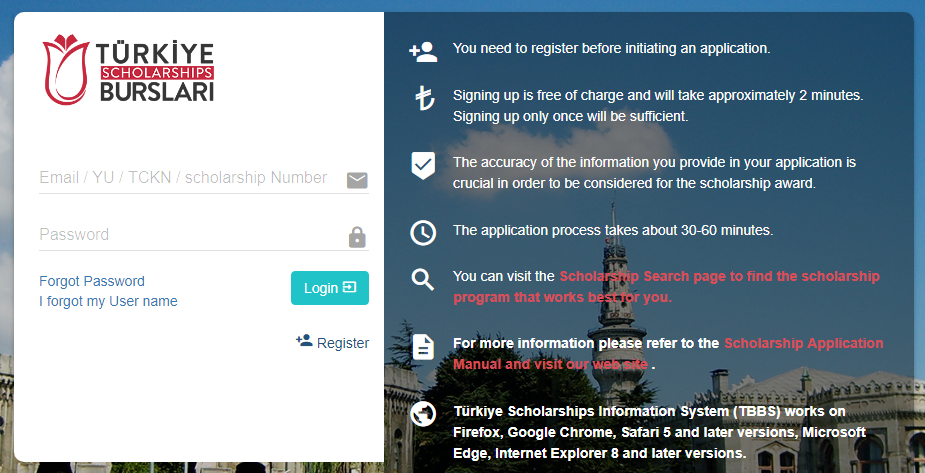 TÜRKİYE
SCHOLARSHIPS
BURSLARI
Email / YU / TCKN / scholarship Number
Password
Forgot Password
I forgot my User name
Login
Register
You need to register before initiating an application.
Signing up is free of charge and will take approximately 2 minutes.
Signing up only once will be sufficient.
The accuracy of the information you provide in your application is
crucial in order to be considered for the scholarship award.
The application process takes about 30-60 minutes.
You can visit the Scholarship Search page to find the scholarship
program that works best for you.
For more information please refer to the Scholarship Application
Manual and visit our web site .
Türkiye Scholarships Information System (TBBS) works on
Firefox, Google Chrome, Safari 5 and later versions, Microsoft
Edge, Internet Explorer 8 and later versions.